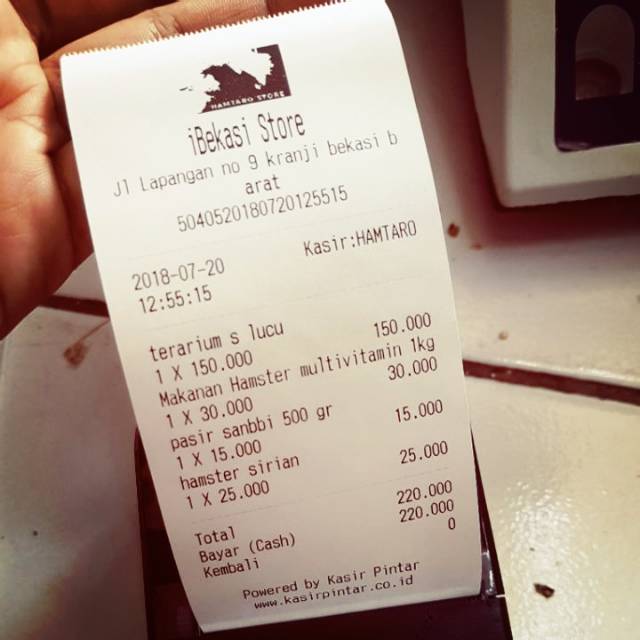 HAMTARO STORE
iBekasi Store
Jl Lapangan no 9 kranji bekasi b
arat
5040520180720125515
2018-07-20 Kasir:HAMTARO
12:55:15
terarium s lucu
1 X 150.000 150.000
Makanan Hamster multivitamin 1kg
1 X 30.000 30.000
pasir sanbbi 500 gr
1 X 15.000 15.000
hamster sirian
1 X 25.000 25.000
Total 220.000
Bayar (Cash) 220.000
Kembali 0
Powered by Kasir Pintar
www.kasirpintar.co.id